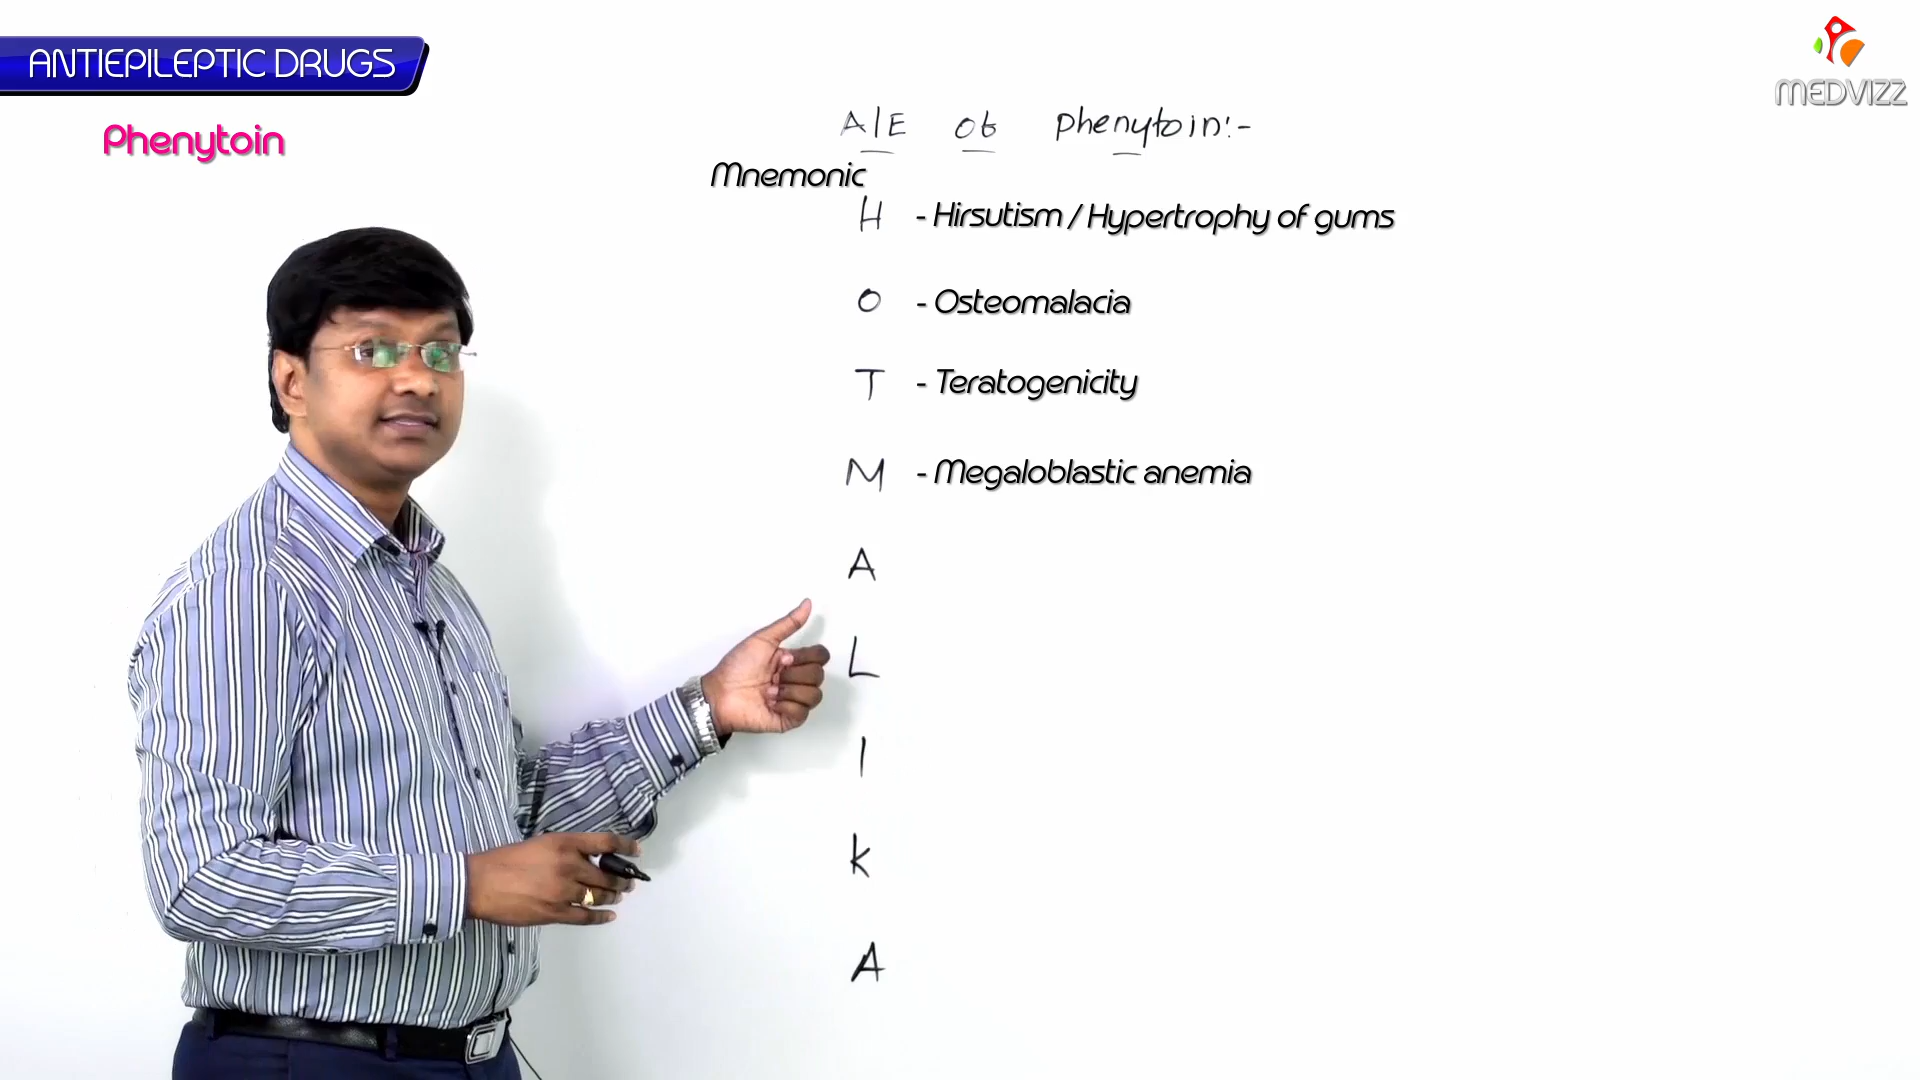 ANTIEPILEPTIC DRUGS
MEDVIZZ
Phenytoin
A/E of Phenytoin:-
Mnemonic
H - Hirsutism / Hypertrophy of gums
O - Osteomalacia
T - Teratogenicity
M - Megaloblastic anemia
A
L
I
K
A